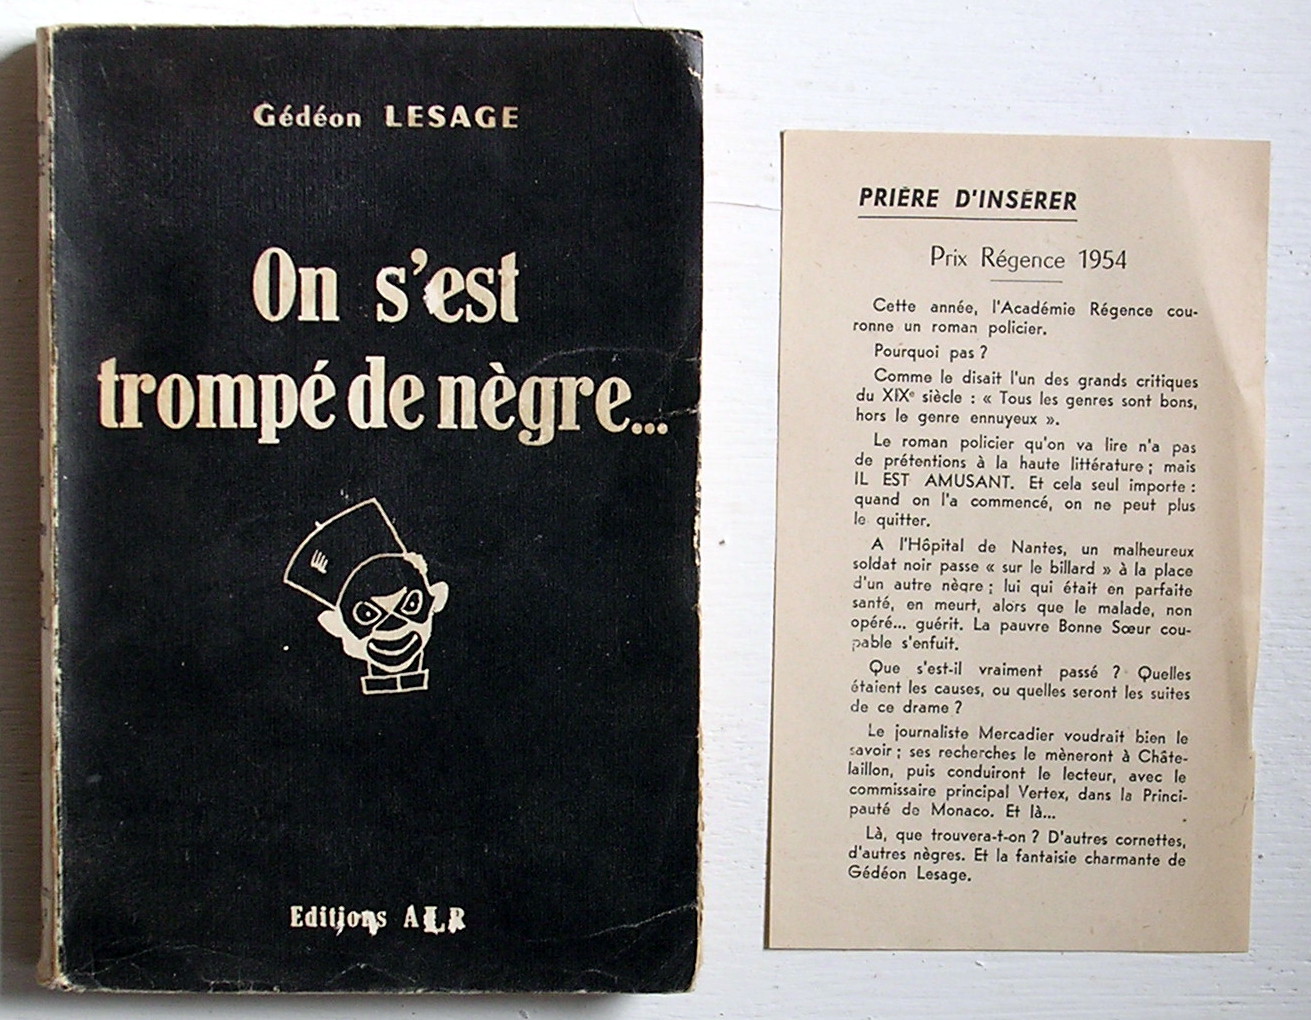 Gédéon LESAGE
On s'est
trompé de nègre...
Editions ALR
PRIÈRE D'INSÉRER
Prix Régence 1954
Cette année, l'Académie Régence cou-
ronne un roman policier.
Pourquoi pas ?
Comme le disait l'un des grands critiques
du XIXe siècle : « Tous les genres sont bons,
hors le genre ennuyeux ».
Le roman policier qu'on va lire n'a pas
de prétentions à la haute littérature ; mais
IL EST AMUSANT. Et cela seul importe :
quand on l'a commencé, on ne peut plus
le quitter.
A l'Hôpital de Nantes, un malheureux
soldat noir passe « sur le billard » à la place
d'un autre nègre ; lui qui était en parfaite
santé, en meurt, alors que le malade, non
opéré... guérit. La pauvre Bonne Sœur cou-
pable s'enfuit.
Que s'est-il vraiment passé ? Quelles
étaient les causes, ou quelles seront les suites
de ce drame ?
Le journaliste Mercadier voudrait bien le
savoir ; ses recherches le mèneront à Châte-
laillon, puis conduiront le lecteur, avec le
commissaire principal Vertex, dans la Princi-
pauté de Monaco. Et là...
Là, que trouvera-t-on ? D'autres cornettes,
d'autres nègres. Et la fantaisie charmante de
Gédéon Lesage.